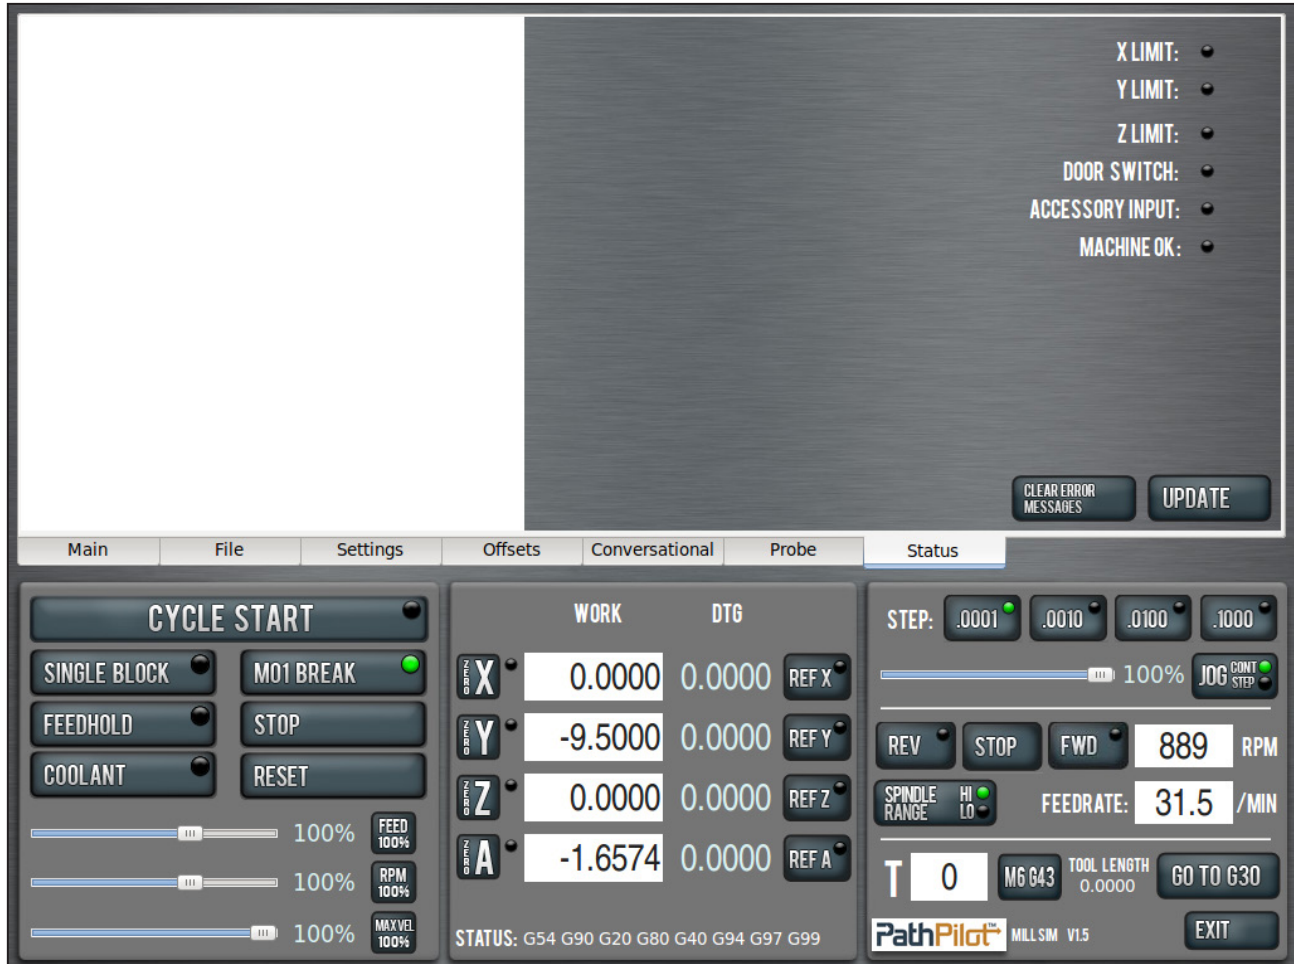 X LIMIT:
Y LIMIT:
Z LIMIT:
DOOR SWITCH:
ACCESSORY INPUT:
MACHINE OK:
CLEAR ERROR
MESSAGES
UPDATE
Main File Settings Offsets Conversational Probe Status
CYCLE START
SINGLE BLOCK M01 BREAK
FEEDHOLD STOP
COOLANT RESET
100% FEED
100%
100% RPM
100%
100% MAX VEL
100%
WORK DTG
ZERO X 0.0000 0.0000 REF X
ZERO Y -9.5000 0.0000 REF Y
ZERO Z 0.0000 0.0000 REF Z
ZERO A -1.6574 0.0000 REF A
STATUS: G54 G90 G20 G80 G40 G94 G97 G99
STEP: .0001 .0010 .0100 .1000
100% JOG CONT
STEP
REV STOP FWD 889 RPM
SPINDLE HI
RANGE LO
FEEDRATE: 31.5 /MIN
T 0 M6 G43 TOOL LENGTH
0.0000
GO TO G30
PathPilot™ MILL SIM V1.5 EXIT